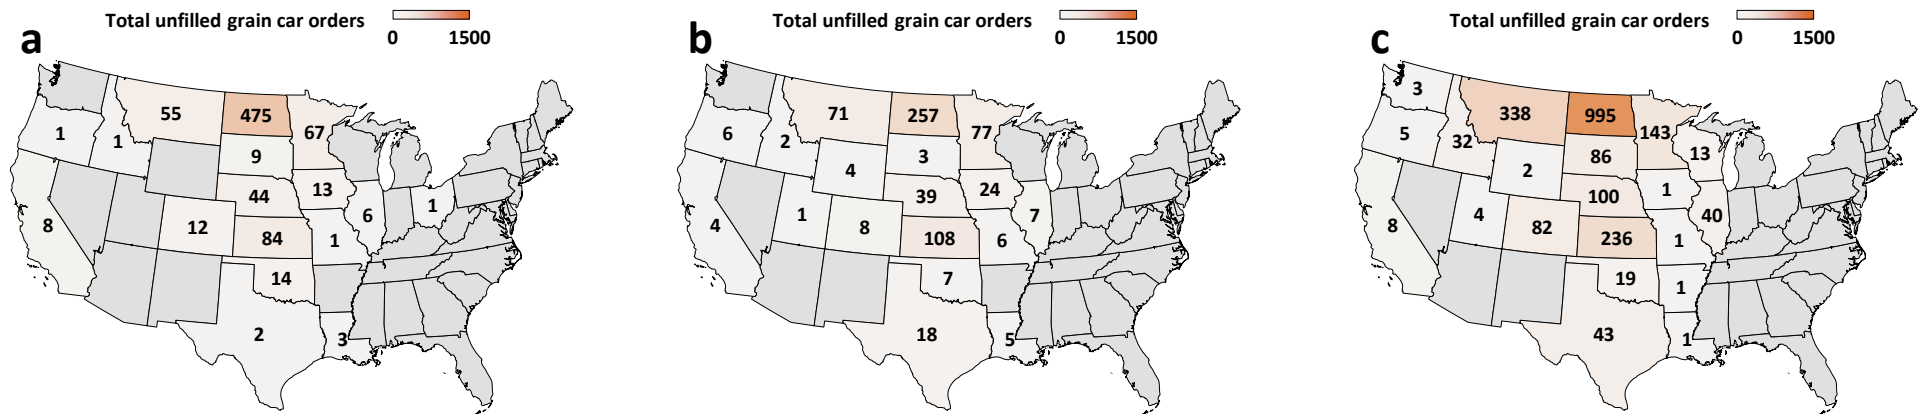 a
Total unfilled grain car orders
0 1500
55 475 67
1 1 9
44 13 6 1
8 12 84 1
14
2 3
b
Total unfilled grain car orders
0 1500
71 257 77
6 2 4 3
39 24 7
4 1 8 108 6
7
18 5
c
Total unfilled grain car orders
0 1500
3 338 995 143
5 32 2 86 13
100 1 40
8 4 82 236 1
19 1
43 1